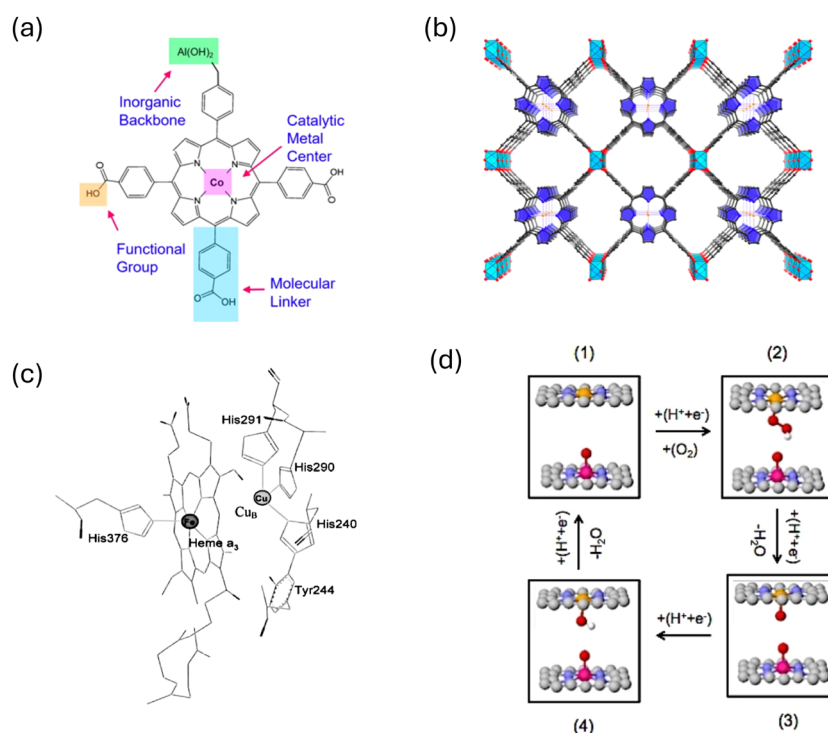 (a)
Al(OH)2
Inorganic
Backbone
Catalytic
Metal
Center
N
N
Co
N
N
O
HO
OH
O
Functional
Group
O
OH
Molecular
Linker
(b)
(c)
His291
His290
Cu
CuB
Fe
His240
His376
Heme a3
Tyr244
(d)
(1)
(2)
+(H⁺+e⁻)
+(O2)
+(H⁺+e⁻)
-H2O
+(H⁺+e⁻)
-H2O
+(H⁺+e⁻)
(4)
(3)